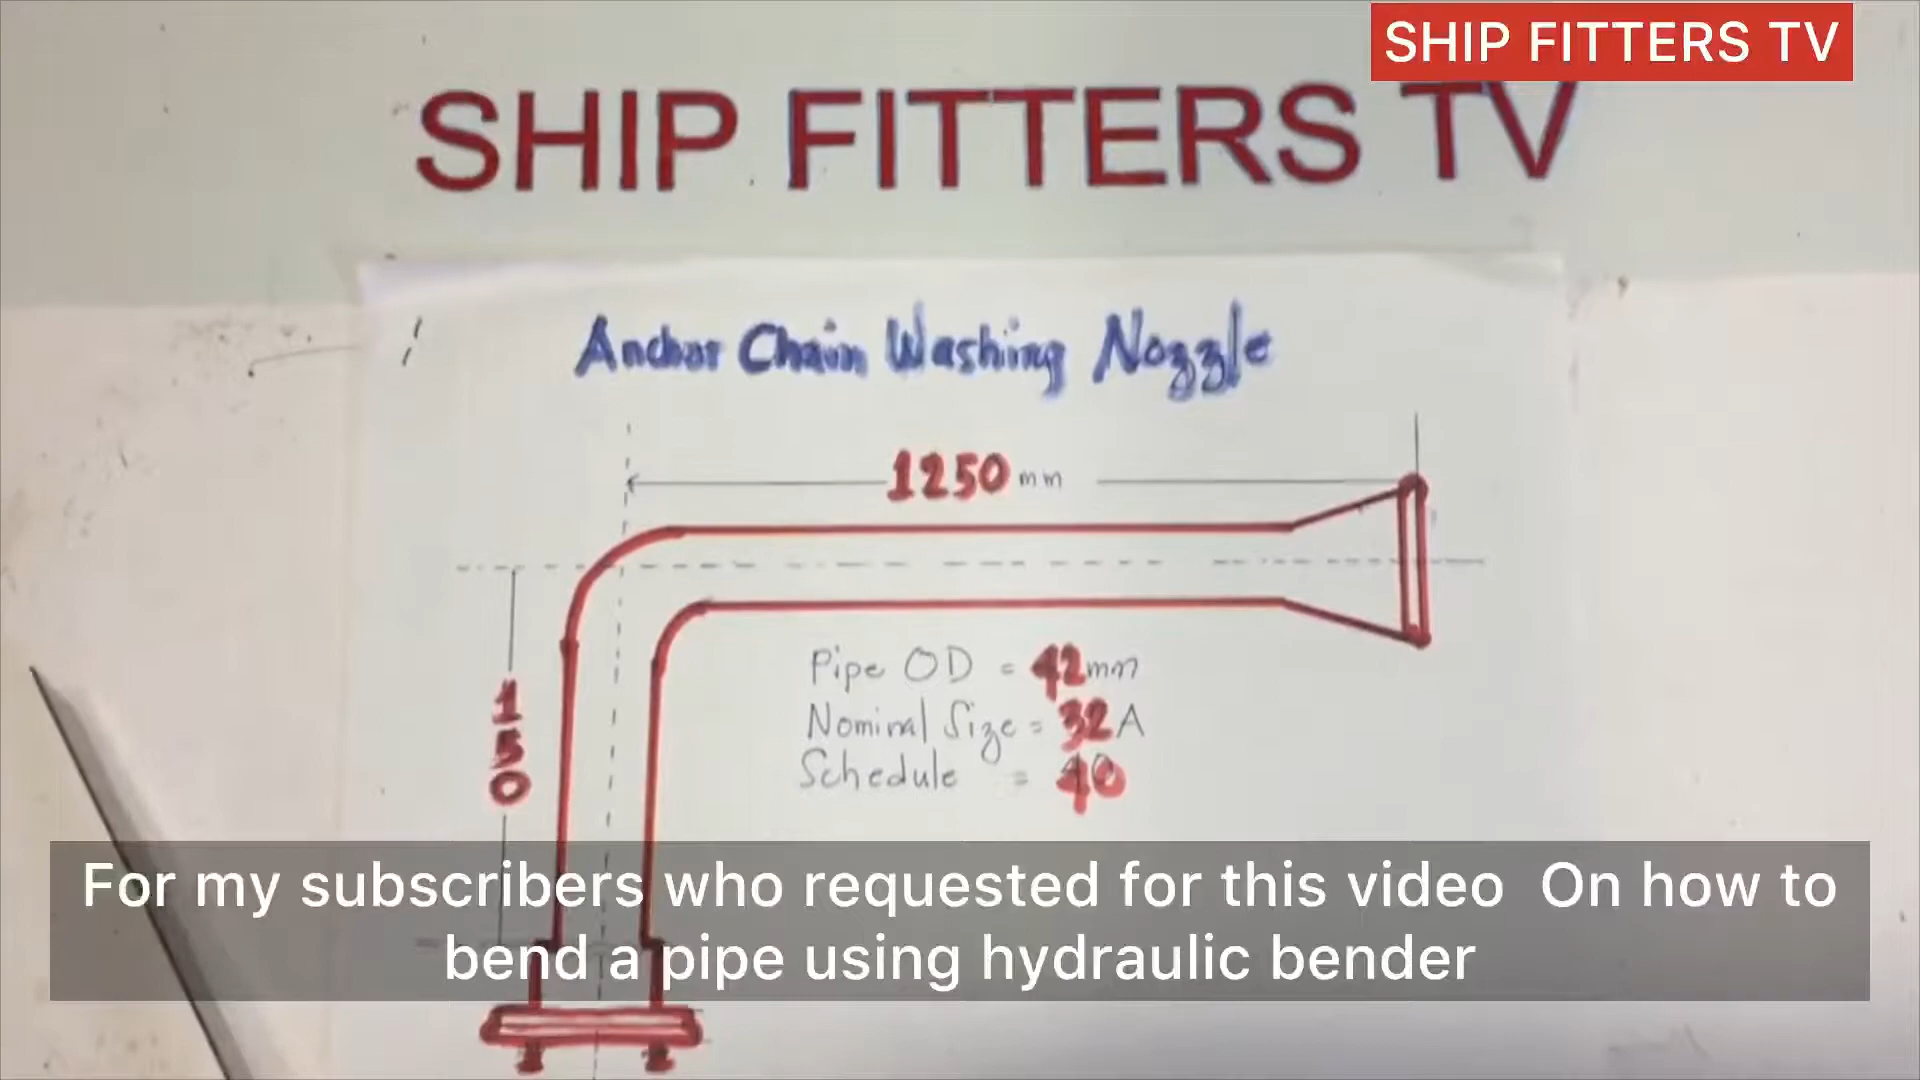 SHIP FITTERS TV
SHIP FITTERS TV
Anchor Chain Washing Nozzle
1250 mm
150
Pipe OD = 42mm
Nominal Size = 32 A
Schedule = 40
For my subscribers who requested for this video On how to
bend a pipe using hydraulic bender